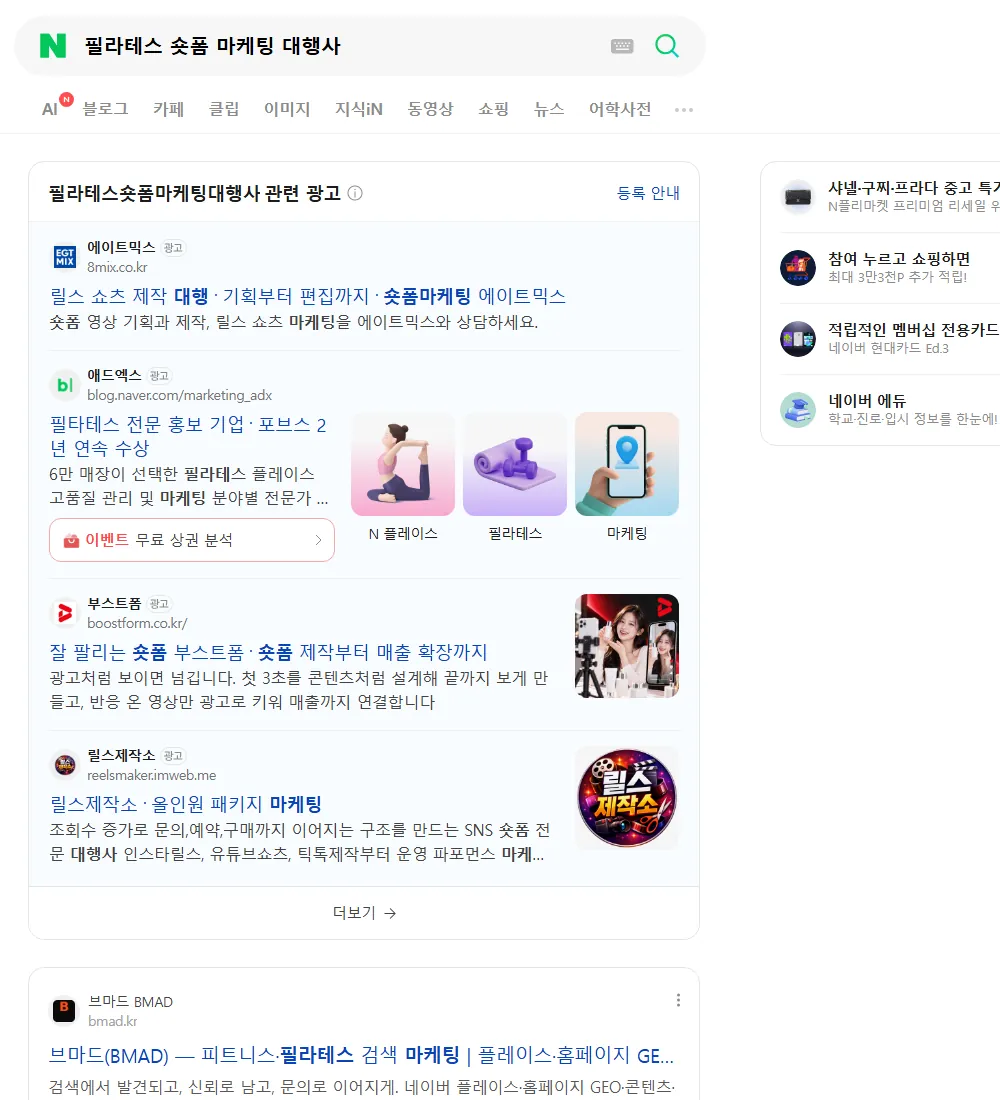 필라테스 숏폼 마케팅 대행사
AI N 블로그 카페 클립 이미지 지식iN 동영상 쇼핑 뉴스 어학사전
필라테스숏폼마케팅대행사 관련 광고
등록 안내
EGT MIX
에이트믹스 광고
8mix.co.kr
릴스 쇼츠 제작 대행 · 기획부터 편집까지 · 숏폼마케팅 에이트믹스
숏폼 영상 기획과 제작, 릴스 쇼츠 마케팅을 에이트믹스와 상담하세요.
애드엑스 광고
blog.naver.com/marketing_adx
필타테스 전문 홍보 기업 · 포브스 2
년 연속 수상
6만 매장이 선택한 필라테스 플레이스
고품질 관리 및 마케팅 분야별 전문가 ...
이벤트 무료 상권 분석
N 플레이스
필라테스
마케팅
부스트폼 광고
boostform.co.kr/
잘 팔리는 숏폼 부스트폼 · 숏폼 제작부터 매출 확장까지
광고처럼 보이면 넘깁니다. 첫 3초를 콘텐츠처럼 설계해 끝까지 보게 만
들고, 반응 온 영상만 광고로 키워 매출까지 연결합니다
릴스제작소 광고
reelsmaker.imweb.me
릴스제작소 · 올인원 패키지 마케팅
조회수 증가로 문의,예약,구매까지 이어지는 구조를 만드는 SNS 숏폼 전
문 대행사 인스타릴스, 유튜브쇼츠, 틱톡제작부터 운영 파포먼스 마케...
릴스
제작소
더보기 →
B
브마드 BMAD
bmad.kr
브마드(BMAD) — 피트니스·필라테스 검색 마케팅 | 플레이스·홈페이지 GE...
검색에서 발견되고, 신뢰로 남고, 문의로 이어지게. 네이버 플레이스·홈페이지 GEO·콘텐츠·
샤넬·구찌·프라다 중고 특가
N플리마켓 프리미엄 리세일
참여 누르고 쇼핑하면
최대 3만3천P 추가 적립!
적립적인 멤버십 전용카드
네이버 현대카드 Ed.3
네이버 에듀
학교·진로·입시 정보를 한눈에!